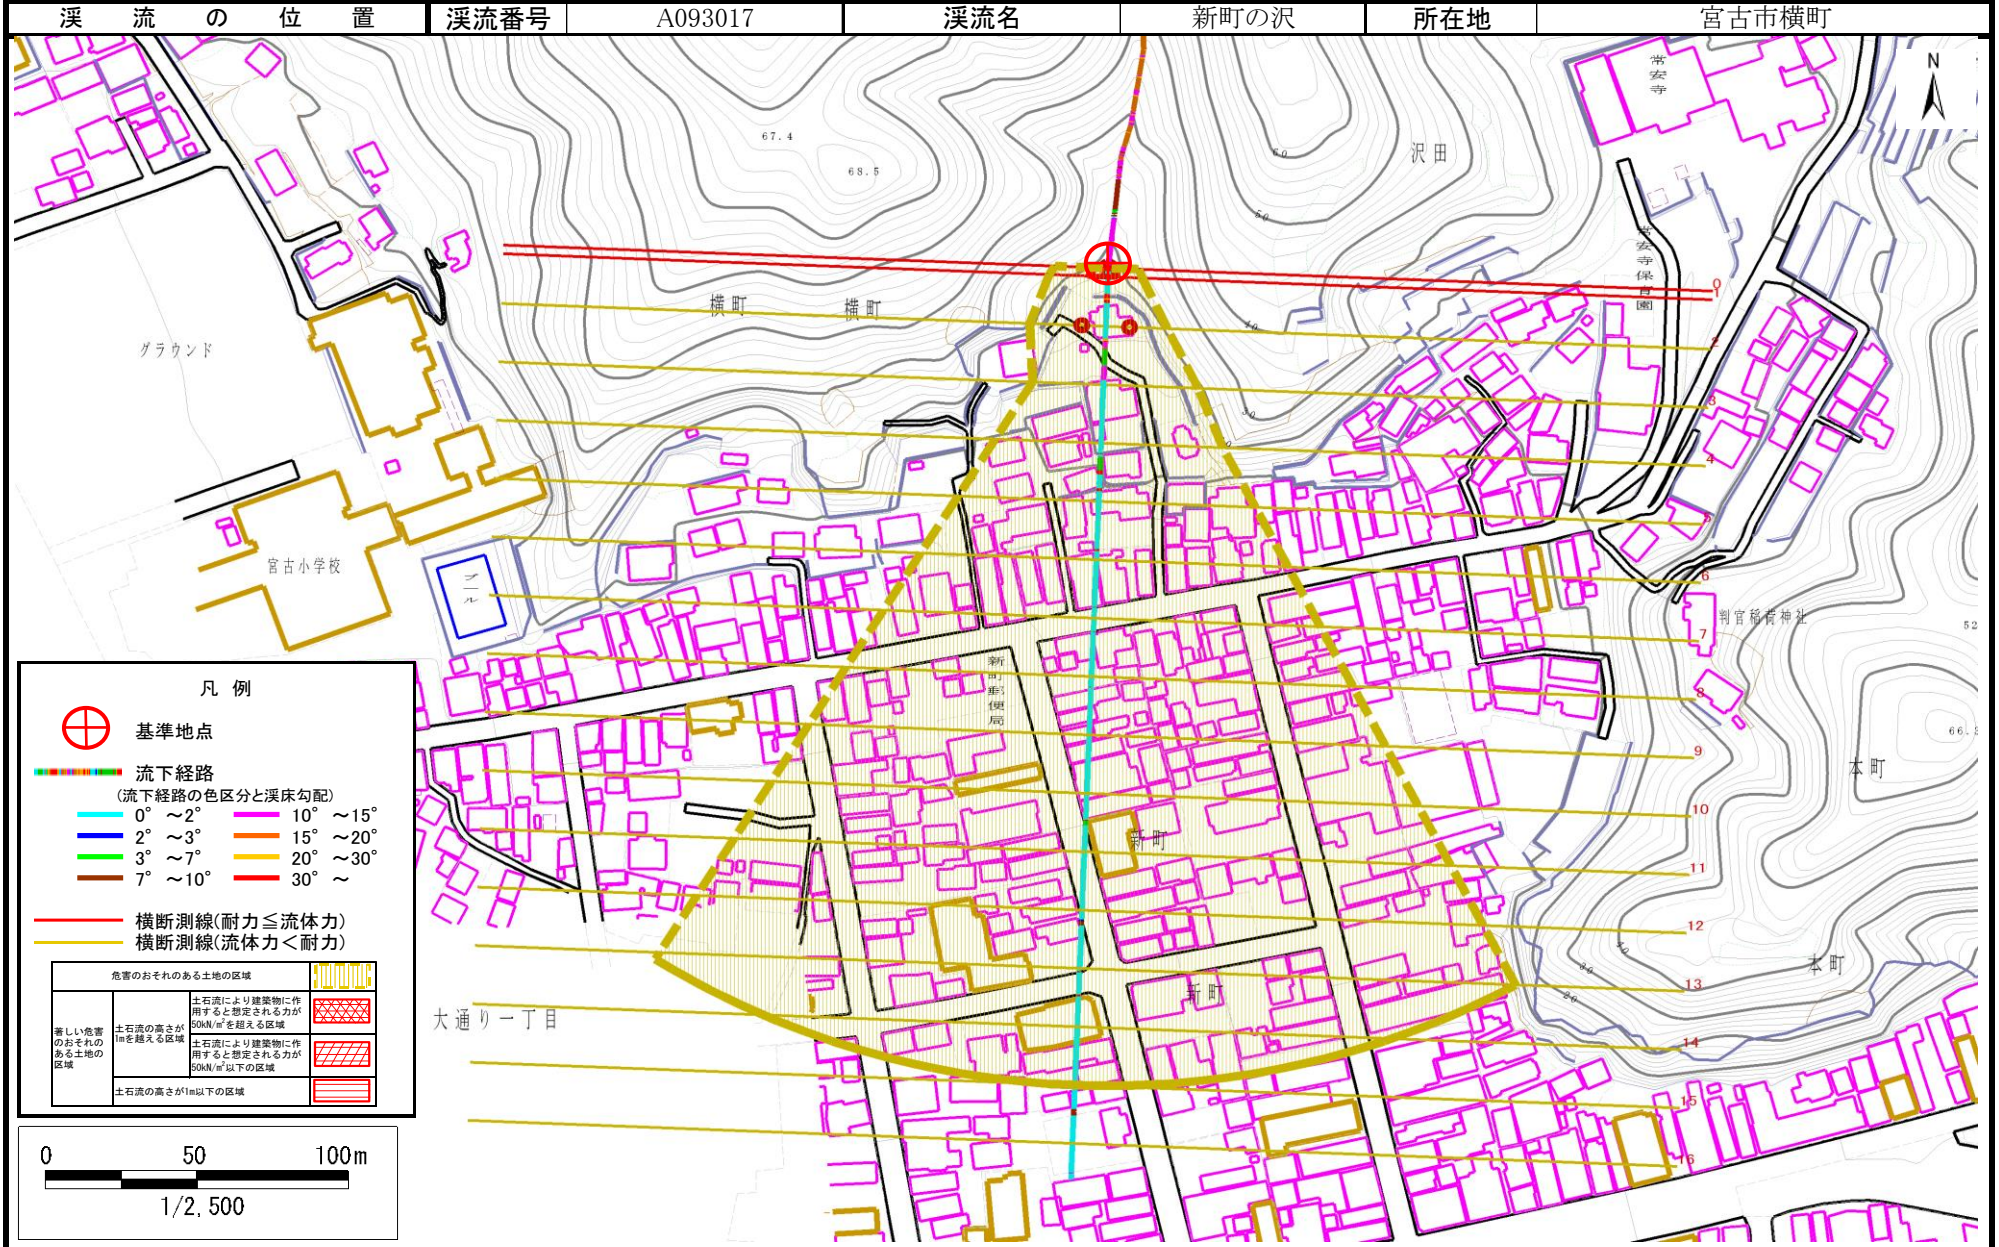 渓流の位置 渓流番号 A093017 渓流名 新町の沢 所在地 宮古市横町
常安寺
N
67.4
68.5
60
沢田
50
常安寺保育園
横町
横町
40
グラウンド
30
0
1
2
3
4
5
6
7
8
9
10
11
12
13
14
15
16
宮古小学校
プール
判官稲荷神社
52
新町郵便局
66.
本町
新町
新町
40
30
20
本町
大通り一丁目
凡例
基準地点
流下経路
(流下経路の色区分と渓床勾配)
0° ～2° 10° ～15°
2° ～3° 15° ～20°
3° ～7° 20° ～30°
7° ～10° 30° ～
横断測線(耐力≦流体力)
横断測線(流体力<耐力)
危害のおそれのある土地の区域
著しい危害のおそれのある土地の区域
土石流の高さが1mを越える区域
土石流により建築物に作用すると想定される力が50kN/㎡を超える区域
土石流により建築物に作用すると想定される力が50kN/㎡以下の区域
土石流の高さが1m以下の区域
0 50 100m
1/2,500